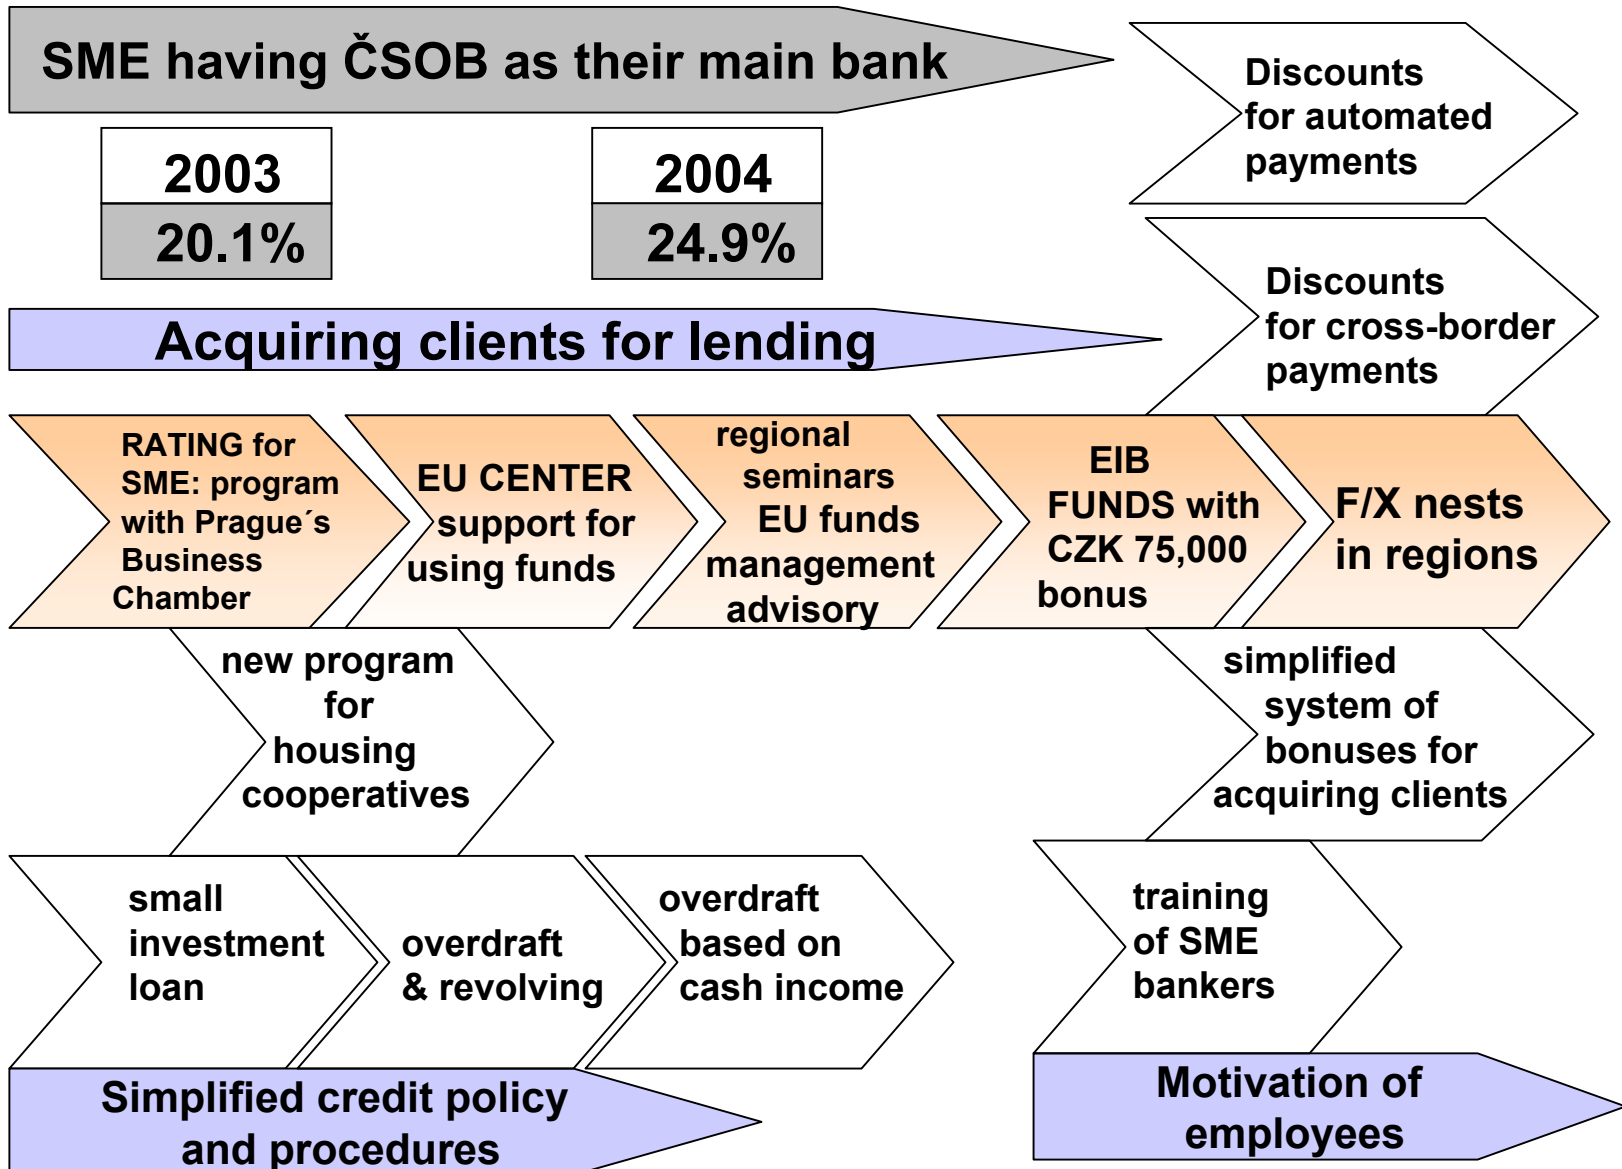 SME having ČSOB as their main bank
2003
20.1%
2004
24.9%
Discounts
for automated
payments
Discounts
for cross-border
payments
Acquiring clients for lending
RATING for
SME: program
with Prague´s
Business
Chamber
EU CENTER
support for
using funds
regional
seminars
EU funds
management
advisory
EIB
FUNDS with
CZK 75,000
bonus
F/X nests
in regions
new program
for
housing
cooperatives
simplified
system of
bonuses for
acquiring clients
small
investment
loan
overdraft
& revolving
overdraft
based on
cash income
training
of SME
bankers
Simplified credit policy
and procedures
Motivation of
employees